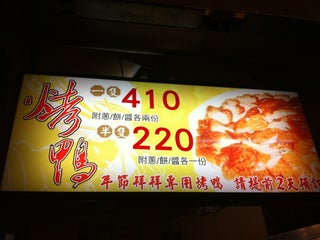 烤鴨
一隻 410
附蔥/餅/醬各兩份
半隻 220
附蔥/餅/醬各一份
年節拜拜專用烤鴨 請提前2天預訂